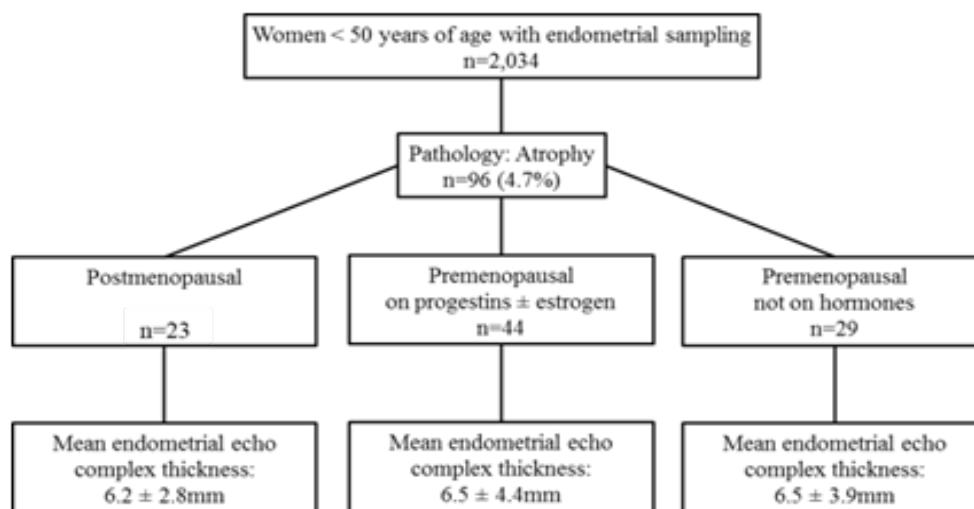 Women < 50 years of age with endometrial sampling
n=2,034
Pathology: Atrophy
n=96 (4.7%)
Postmenopausal
n=23
Premenopausal
on progestins ± estrogen
n=44
Premenopausal
not on hormones
n=29
Mean endometrial echo
complex thickness:
6.2 ± 2.8mm
Mean endometrial echo
complex thickness:
6.5 ± 4.4mm
Mean endometrial echo
complex thickness:
6.5 ± 3.9mm